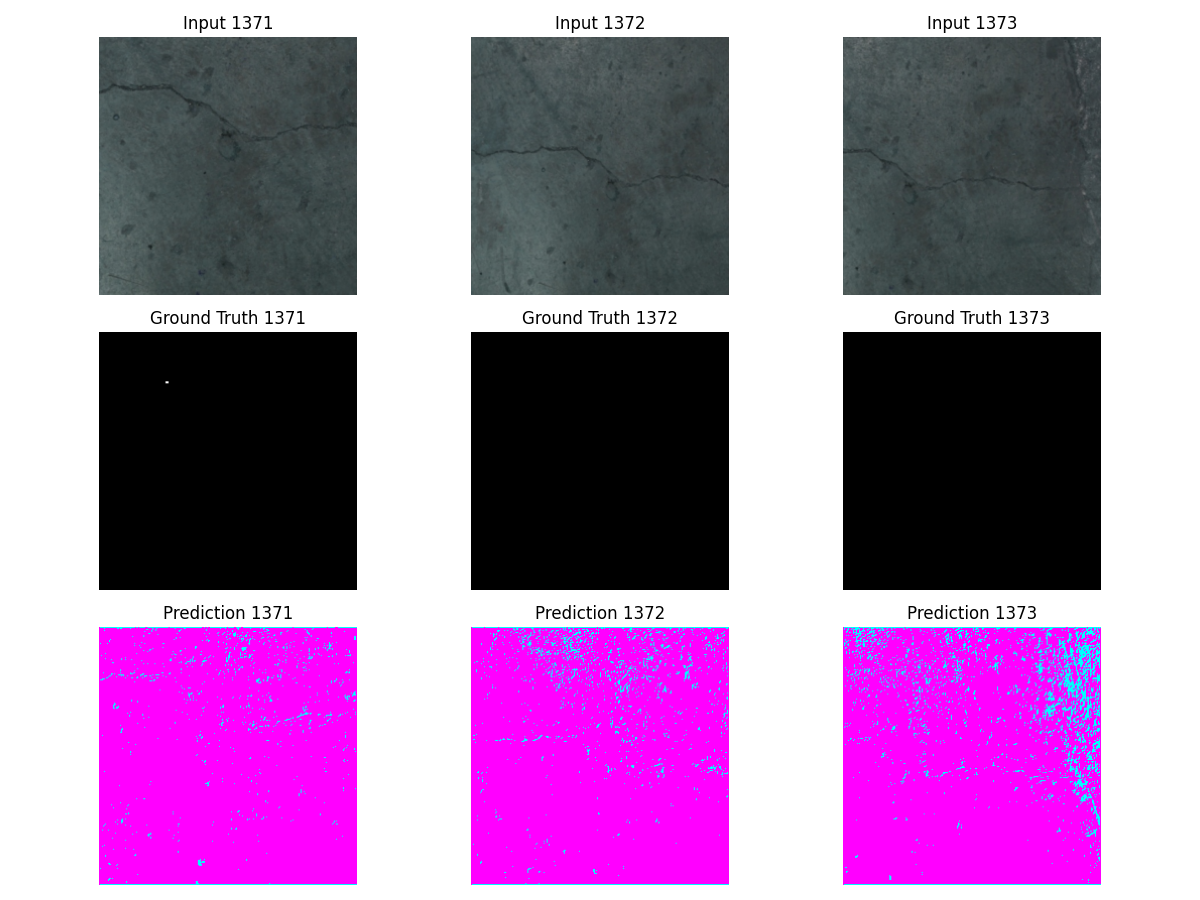 Input 1371
Input 1372
Input 1373
Ground Truth 1371
Ground Truth 1372
Ground Truth 1373
Prediction 1371
Prediction 1372
Prediction 1373